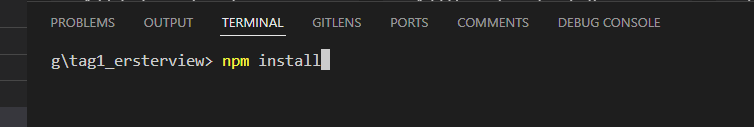 PROBLEMS OUTPUT TERMINAL GITLENS PORTS COMMENTS DEBUG CONSOLE
g\tag1_ersterview> npm install